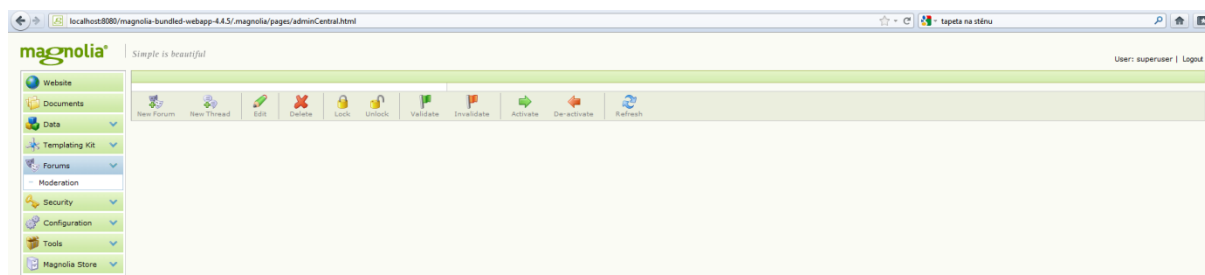 localhost:8080/magnolia-bundled-webapp-4.4.5/.magnolia/pages/adminCentral.html
tapeta na stěnu
magnolia® Simple is beautiful
User: superuser | Logout
Website
Documents
Data
Templating Kit
Forums
Moderation
Security
Configuration
Tools
Magnolia Store
New Forum New Thread Edit Delete Lock Unlock Validate Invalidate Activate De-activate Refresh